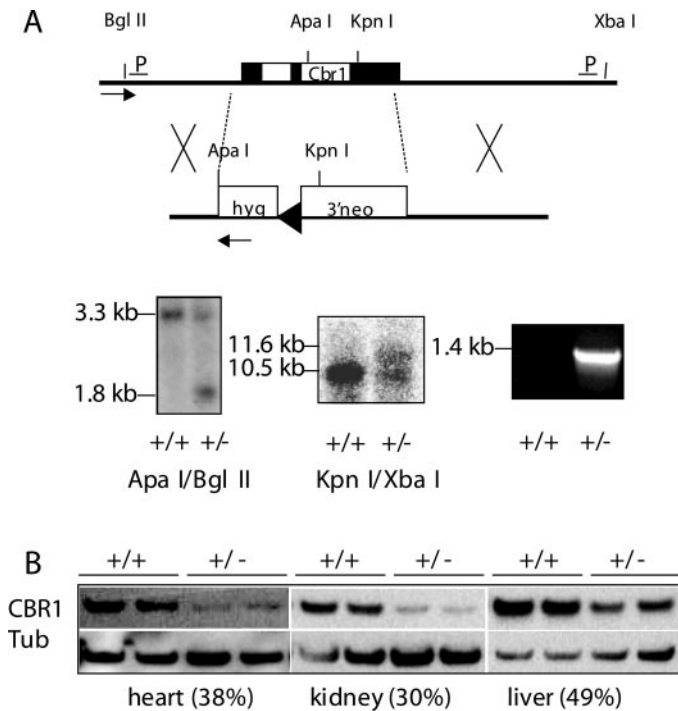 A
Bgl II Apa I Kpn I Xba I
P Cbr1 P
Apa I Kpn I
hyg 3'neo
3.3 kb
1.8 kb
11.6 kb
10.5 kb
1.4 kb
+/+ +/- +/+ +/- +/+ +/-
Apa I/Bgl II Kpn I/Xba I
B
+/+ +/- +/+ +/- +/+ +/-
CBR1
Tub
heart (38%) kidney (30%) liver (49%)